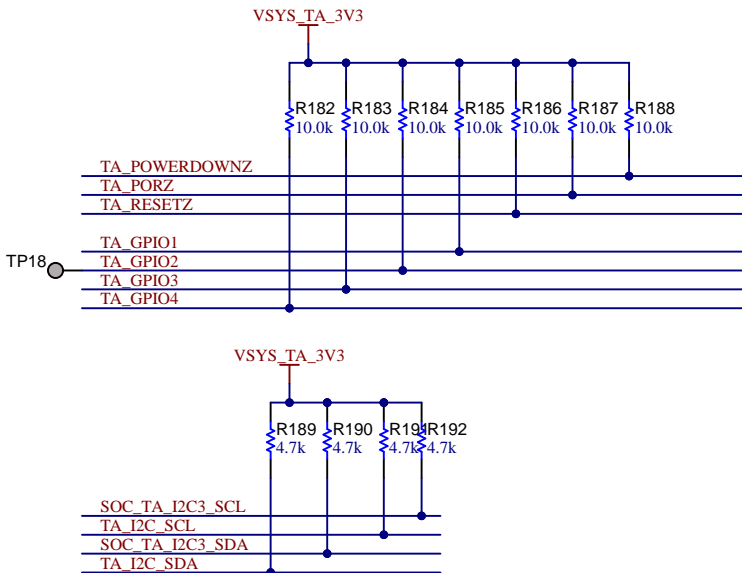 VSYS_TA_3V3
R182 R183 R184 R185 R186 R187 R188
10.0k 10.0k 10.0k 10.0k 10.0k 10.0k 10.0k
TA_POWERDOWNZ
TA_PORZ
TA_RESETZ
TA_GPIO1
TP18 TA_GPIO2
TA_GPIO3
TA_GPIO4
VSYS_TA_3V3
R189 R190 R191 R192
4.7k 4.7k 4.7k 4.7k
SOC_TA_I2C3_SCL
TA_I2C_SCL
SOC_TA_I2C3_SDA
TA_I2C_SDA